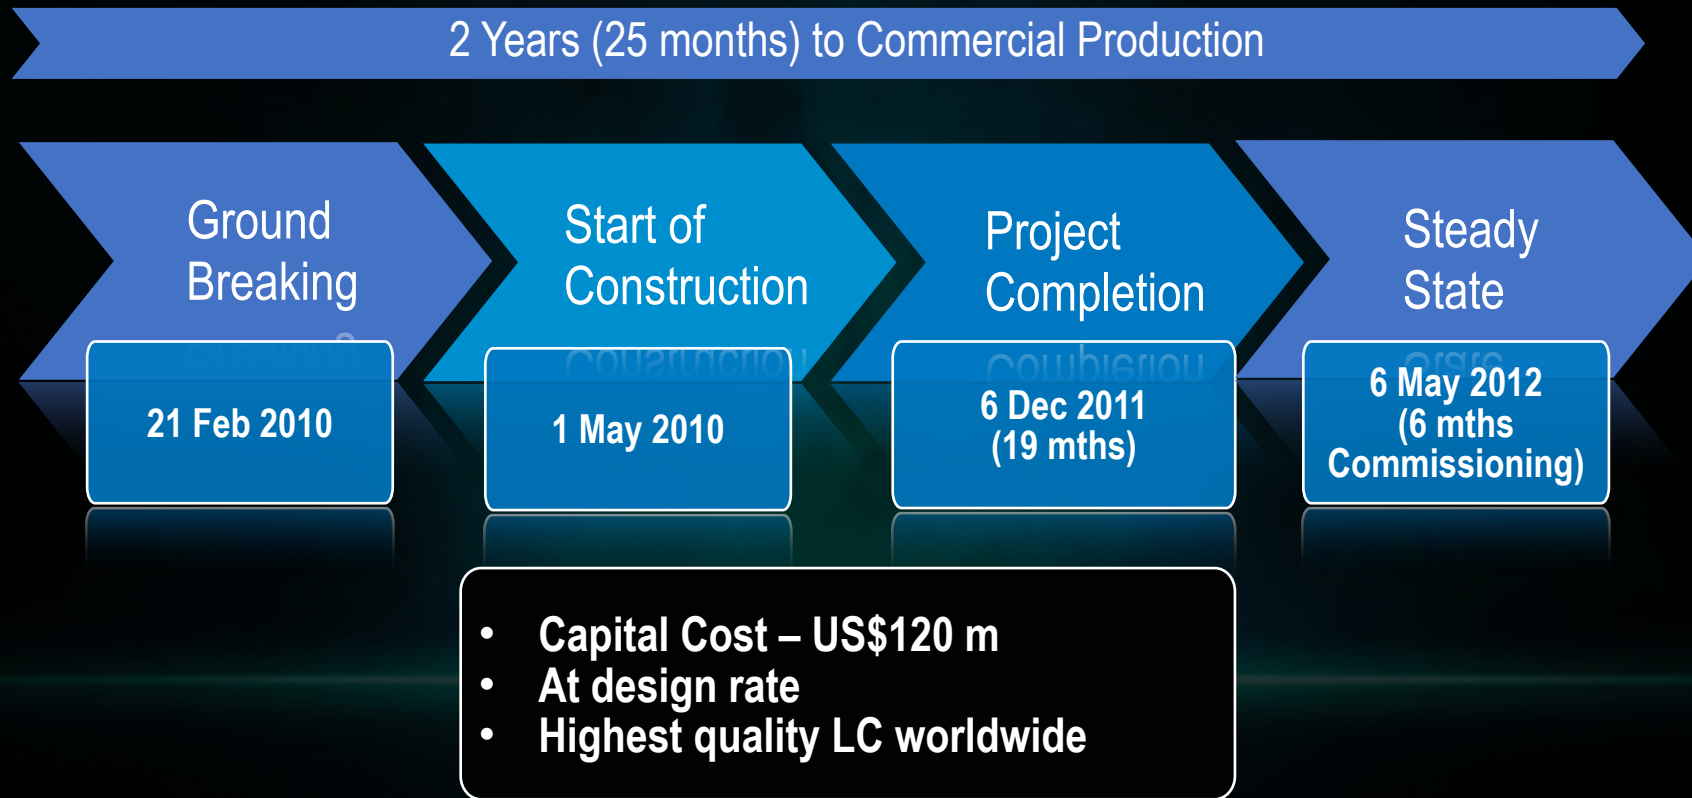 2 Years (25 months) to Commercial Production
Ground
Breaking
21 Feb 2010
Start of
Construction
1 May 2010
Project
Completion
6 Dec 2011
(19 mths)
Steady
State
6 May 2012
(6 mths
Commissioning)
• Capital Cost – US$120 m
• At design rate
• Highest quality LC worldwide